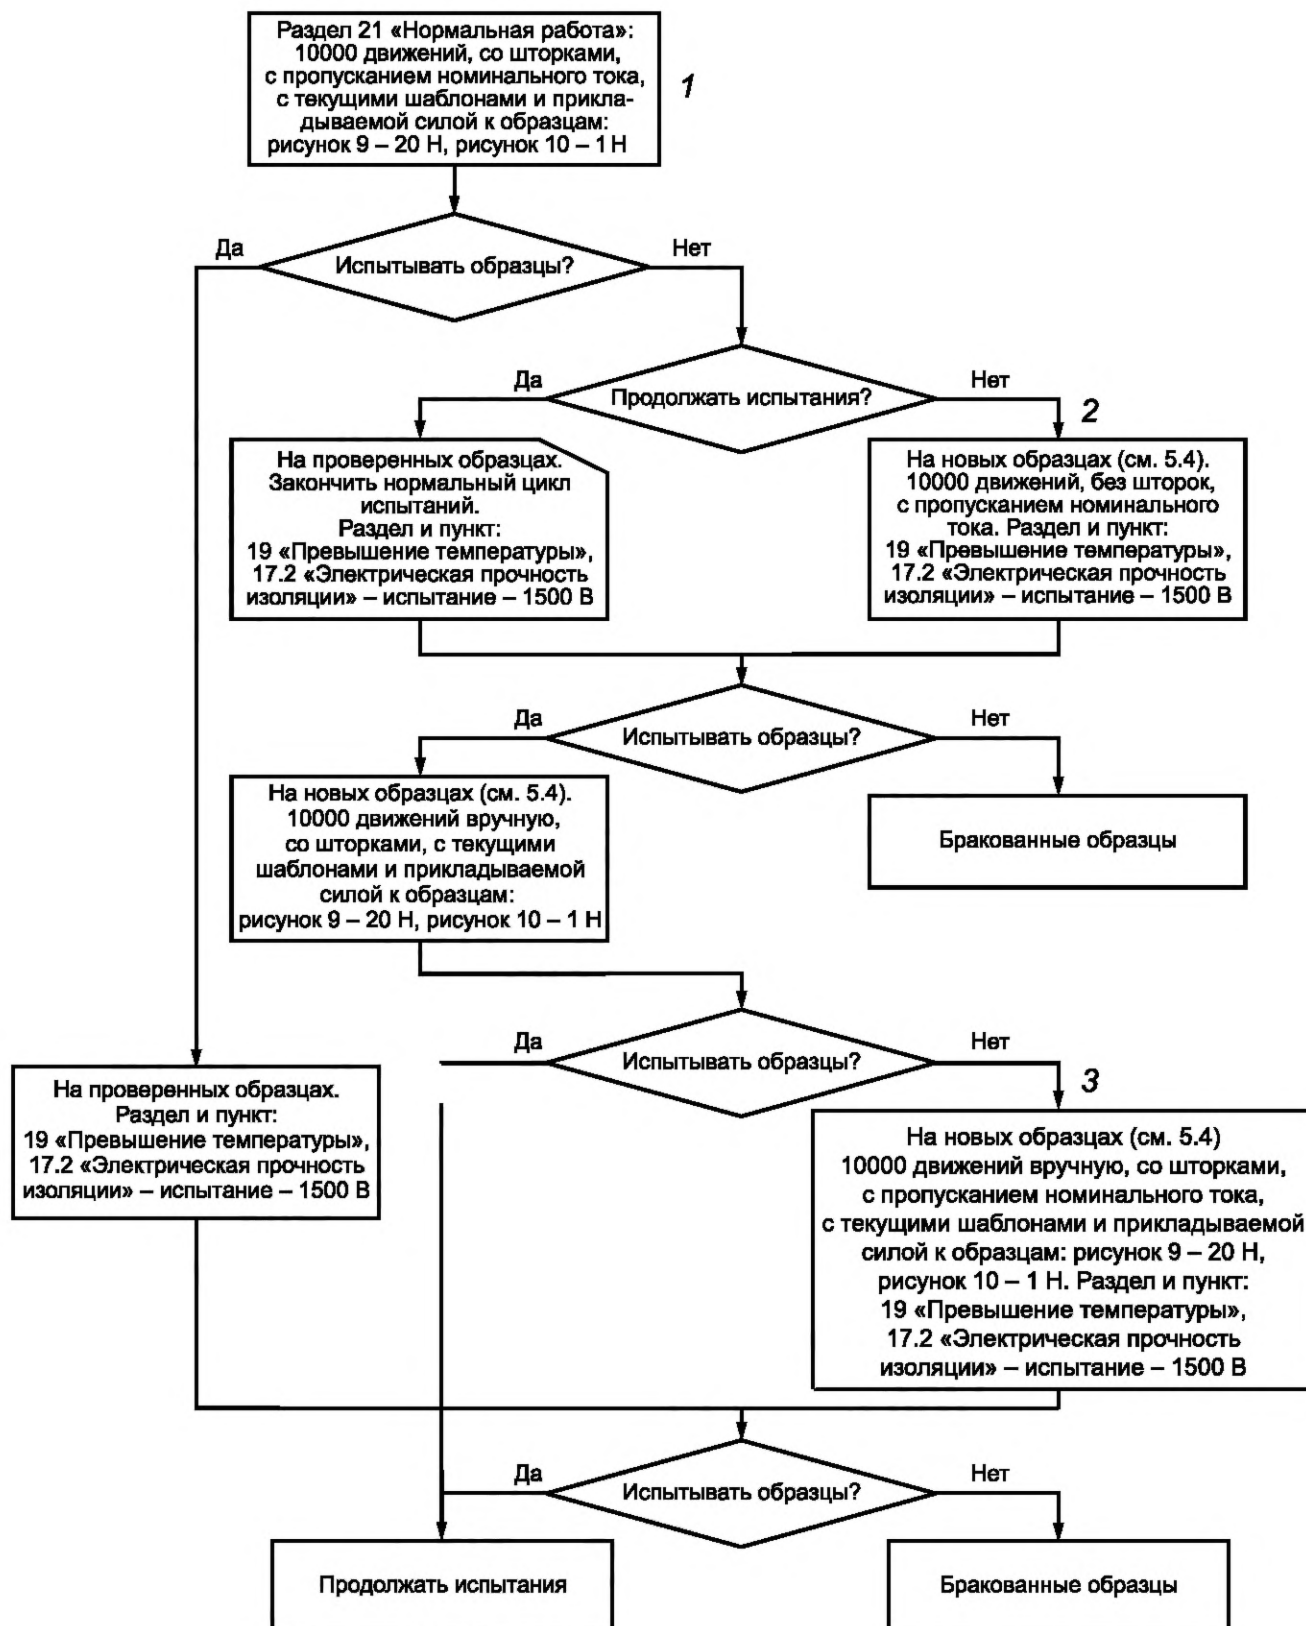 Раздел 21 «Нормальная работа»:
10000 движений, со шторками,
с пропусканием номинального тока,
с текущими шаблонами и прикла-
дываемой силой к образцам:
рисунок 9 – 20 Н, рисунок 10 – 1 Н
1
Да
Нет
Испытывать образцы?
Да
Нет
Продолжать испытания?
2
На проверенных образцах.
Закончить нормальный цикл
испытаний.
Раздел и пункт:
19 «Превышение температуры»,
17.2 «Электрическая прочность
изоляции» – испытание – 1500 В
На новых образцах (см. 5.4).
10000 движений, без шторок,
с пропусканием номинального
тока. Раздел и пункт:
19 «Превышение температуры»,
17.2 «Электрическая прочность
изоляции» – испытание – 1500 В
Да
Нет
Испытывать образцы?
На новых образцах (см. 5.4).
10000 движений вручную,
со шторками, с текущими
шаблонами и прикладываемой
силой к образцам:
рисунок 9 – 20 Н, рисунок 10 – 1 Н
Бракованные образцы
Да
Нет
Испытывать образцы?
3
На проверенных образцах.
Раздел и пункт:
19 «Превышение температуры»,
17.2 «Электрическая прочность
изоляции» – испытание – 1500 В
На новых образцах (см. 5.4)
10000 движений вручную, со шторками,
с пропусканием номинального тока,
с текущими шаблонами и прикладываемой
силой к образцам: рисунок 9 – 20 Н,
рисунок 10 – 1 Н. Раздел и пункт:
19 «Превышение температуры»,
17.2 «Электрическая прочность
изоляции» – испытание – 1500 В
Да
Нет
Испытывать образцы?
Продолжать испытания
Бракованные образцы